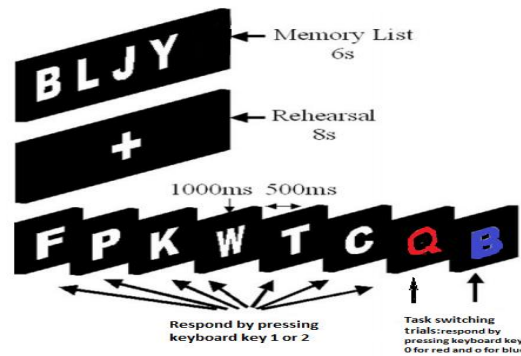 BLJY
Memory List
6s
+
Rehearsal
8s
1000ms 500ms
F P K W T C Q B
Respond by pressing
keyboard key 1 or 2
Task switching
trials:respond by
pressing keyboard key
0 for red and o for blue